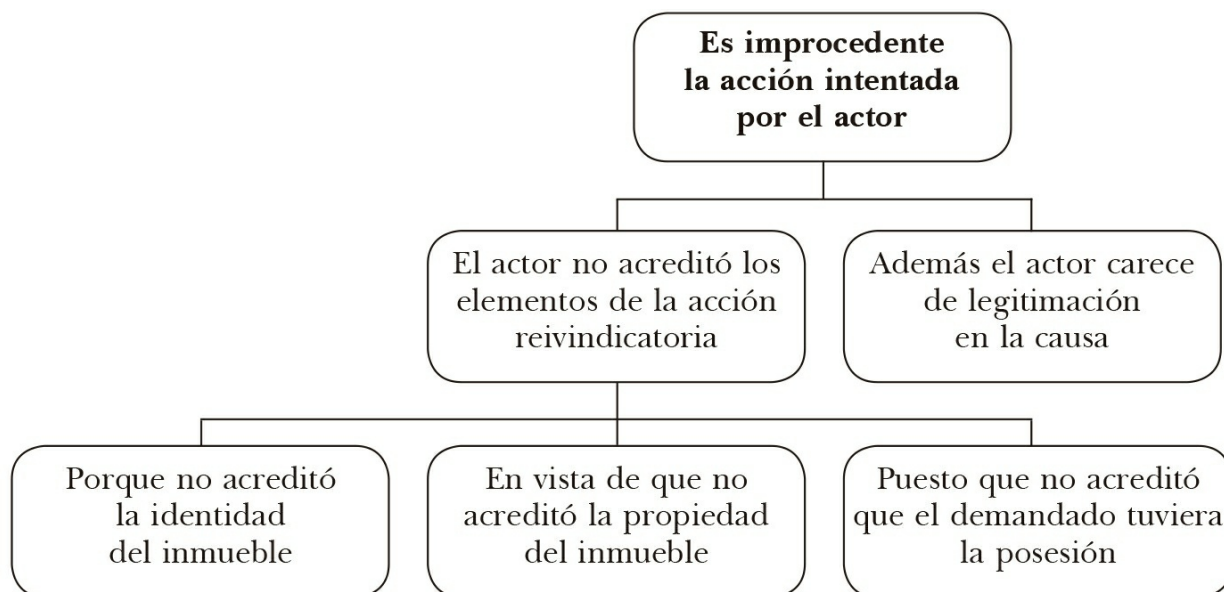 Es improcedente
la acción intentada
por el actor
El actor no acreditó los
elementos de la acción
reivindicatoria
Además el actor carece
de legitimación
en la causa
Porque no acreditó
la identidad
del inmueble
En vista de que no
acreditó la propiedad
del inmueble
Puesto que no acreditó
que el demandado tuviera
la posesión